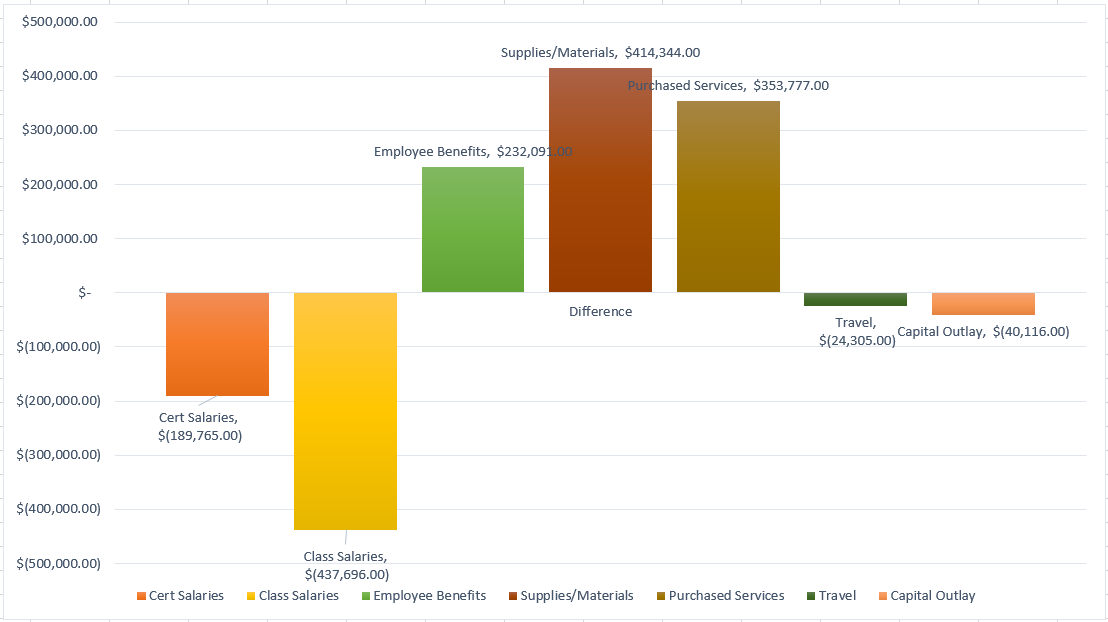 $500,000.00
$400,000.00
$300,000.00
$200,000.00
$100,000.00
$-
$(100,000.00)
$(200,000.00)
$(300,000.00)
$(400,000.00)
$(500,000.00)
Supplies/Materials, $414,344.00
Purchased Services, $353,777.00
Employee Benefits, $232,091.00
Difference
Travel,
$(24,305.00)
Capital Outlay, $(40,116.00)
Cert Salaries,
$(189,765.00)
Class Salaries,
$(437,696.00)
Cert Salaries Class Salaries Employee Benefits Supplies/Materials Purchased Services Travel Capital Outlay